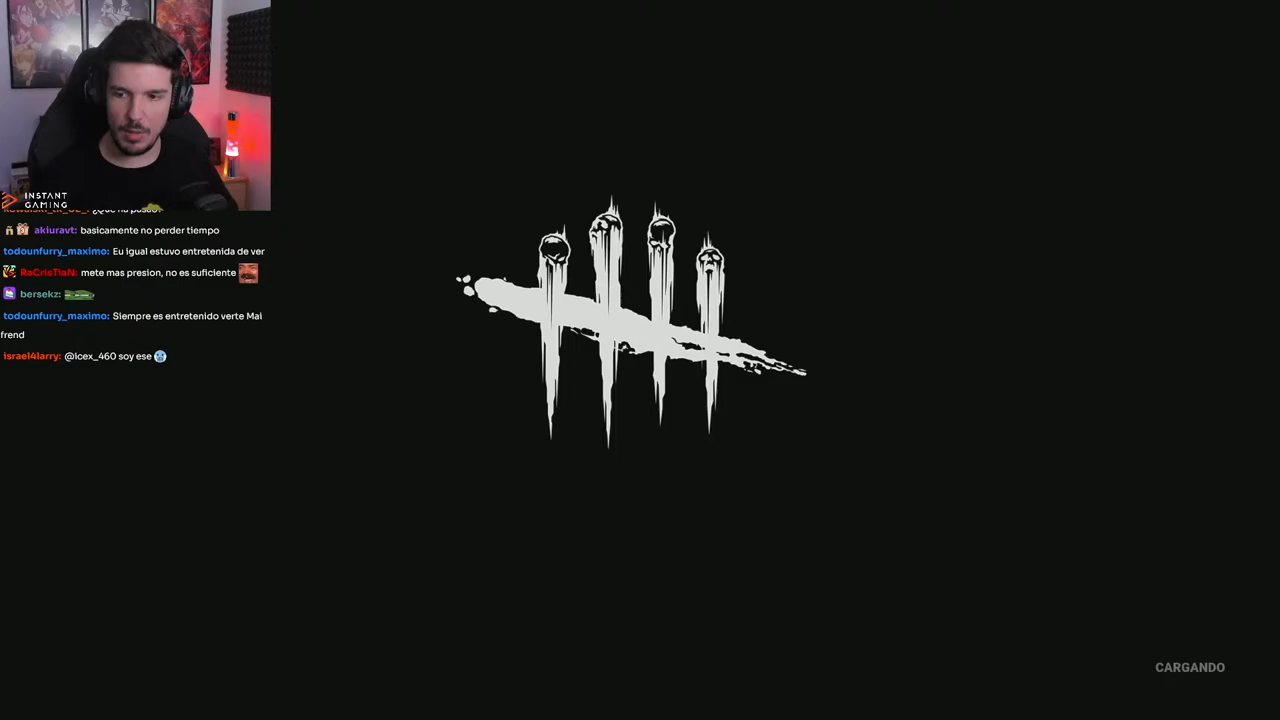 INSTANT
GAMING
akiuravt: basicamente no perder tiempo
todounfurry_maximo: Eu igual estuvo entretenida de ver
RaCrisTiaN: mete mas presion, no es suficiente
bersekz:
todounfurry_maximo: Siempre es entretenido verte Mai
frend
israel4larry: @icex_460 soy ese
CARGANDO